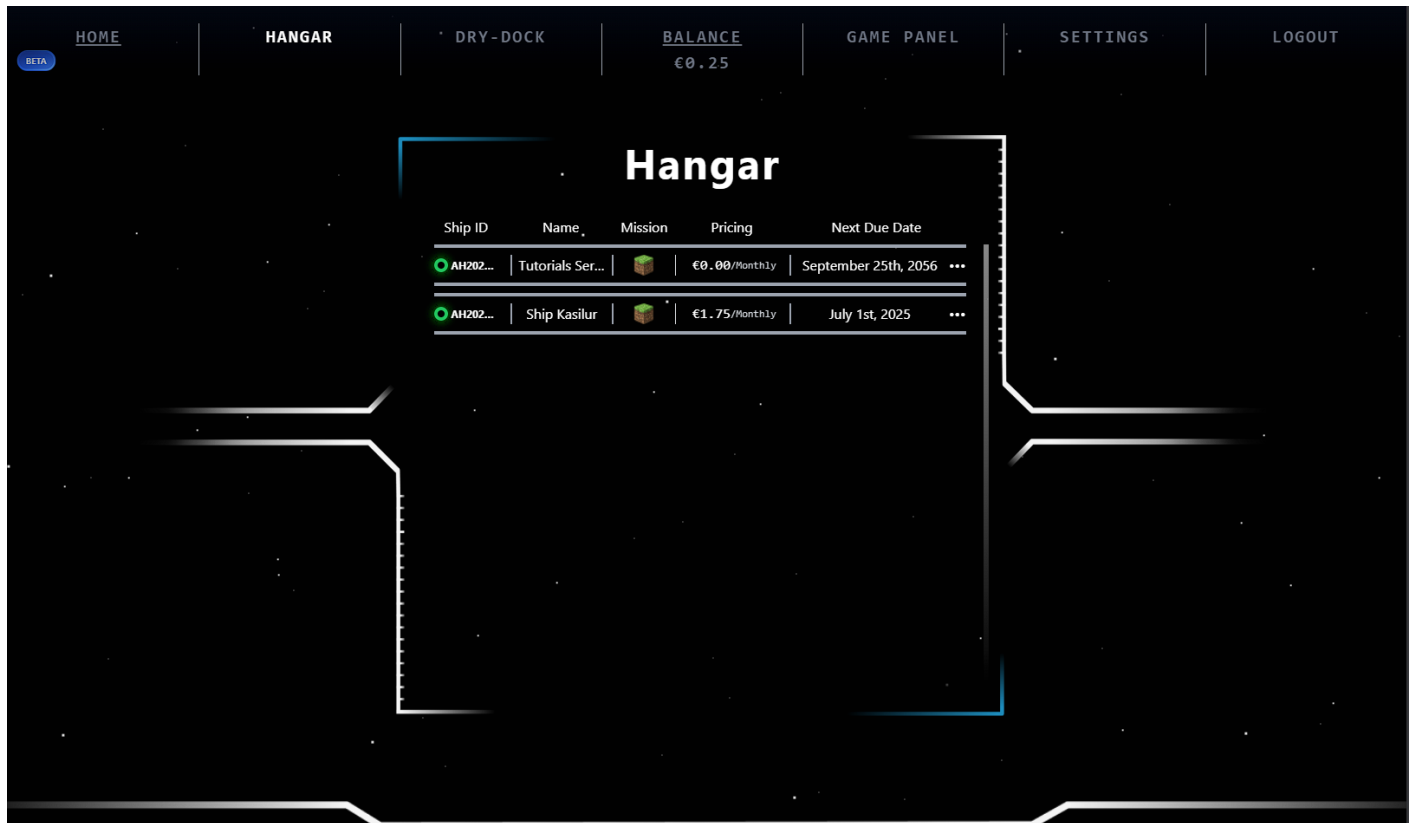 HOME HANGAR DRY-DOCK BALANCE GAME PANEL SETTINGS LOGOUT
BETA €0.25
Hangar
Ship ID Name Mission Pricing Next Due Date
AH202... Tutorials Ser... €0.00/Monthly September 25th, 2056 •••
AH202... Ship Kasilur €1.75/Monthly July 1st, 2025 •••